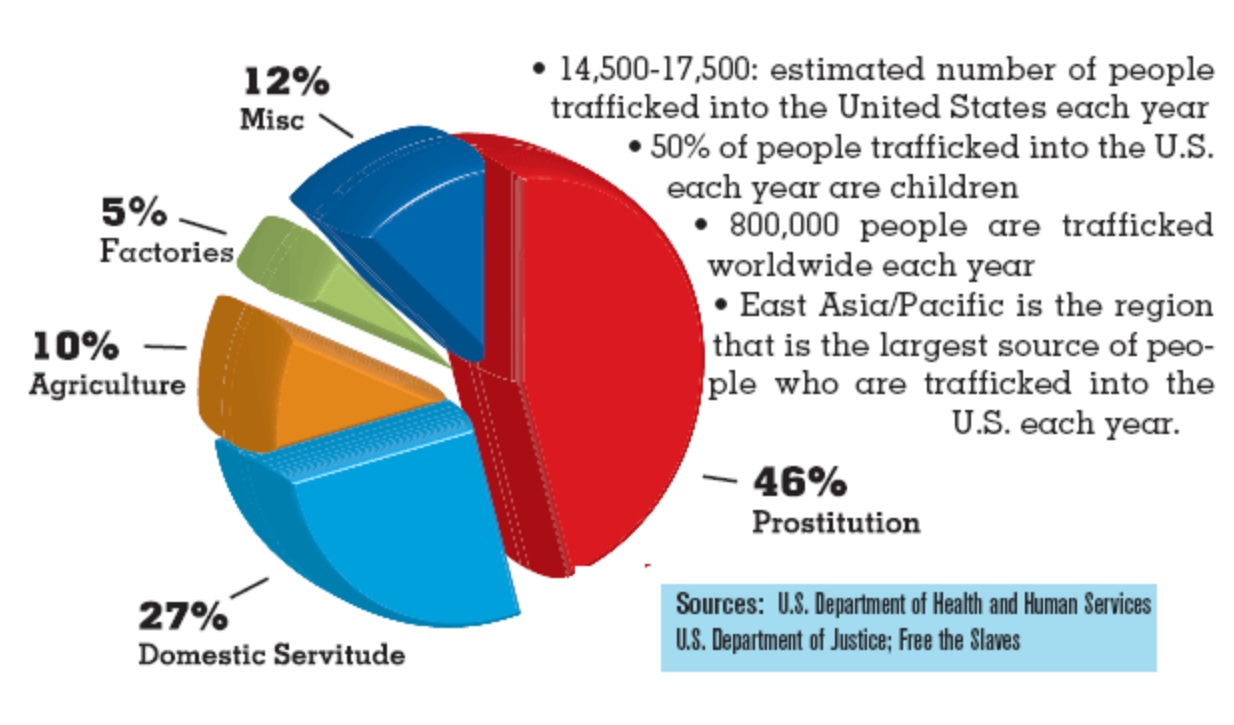 12%
Misc
5%
Factories
10%
Agriculture
27%
Domestic Servitude
46%
Prostitution
• 14,500-17,500: estimated number of people
trafficked into the United States each year
• 50% of people trafficked into the U.S.
each year are children
• 800,000 people are trafficked
worldwide each year
• East Asia/Pacific is the region
that is the largest source of peo-
ple who are trafficked into the
U.S. each year.
Sources: U.S. Department of Health and Human Services
U.S. Department of Justice; Free the Slaves